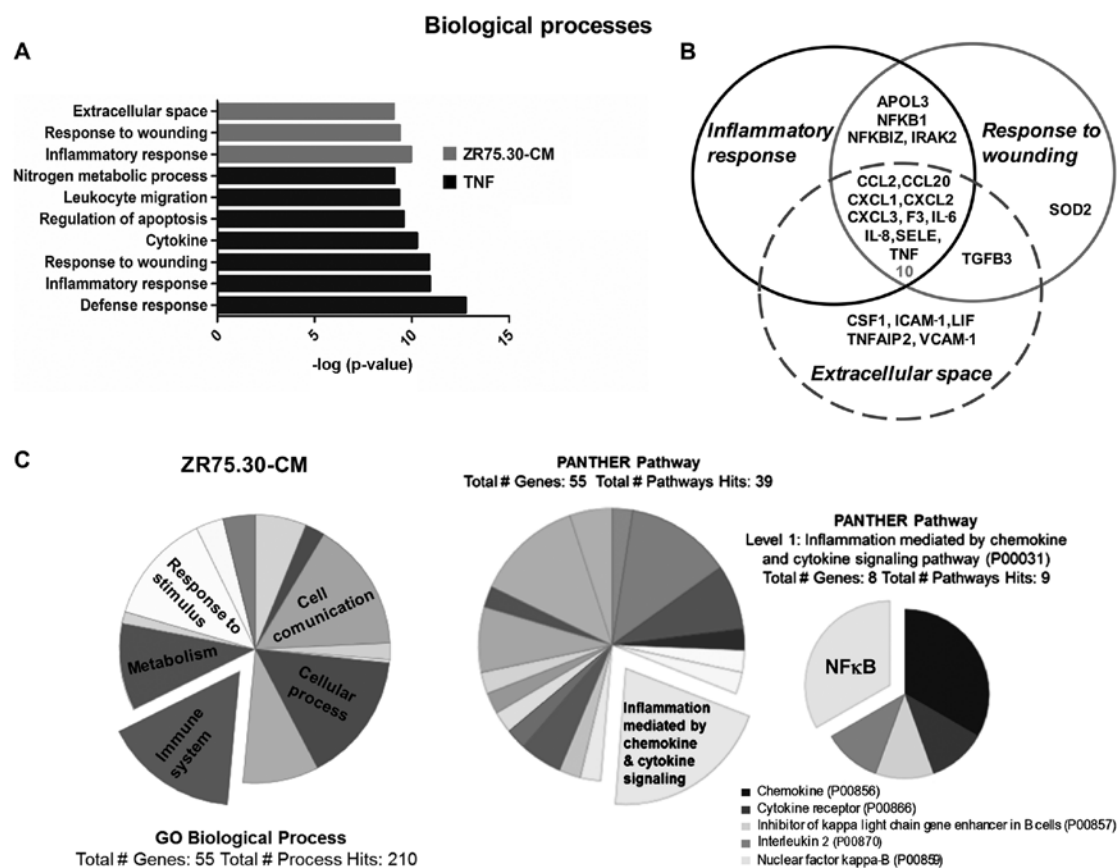 Biological processes
A
Extracellular space
Response to wounding
Inflammatory response
Nitrogen metabolic process
Leukocyte migration
Regulation of apoptosis
Cytokine
Response to wounding
Inflammatory response
Defense response
0
5
10
15
-log (p-value)
ZR75.30-CM
TNF
B
Inflammatory
response
Response to
wounding
APOL3
NFKB1
NFKBIZ, IRAK2
CCL2,CCL20
CXCL1,CXCL2
CXCL3, F3, IL-6
IL-8,SELE,
TNF
10
SOD2
TGFB3
CSF1, ICAM-1,LIF
TNFAIP2, VCAM-1
Extracellular space
C
ZR75.30-CM
Response to
stimulus
Cell
comunication
Metabolism
Cellular
process
Immune
system
GO Biological Process
Total # Genes: 55 Total # Process Hits: 210
PANTHER Pathway
Total # Genes: 55 Total # Pathways Hits: 39
Inflammation
mediated by
chemokine
& cytokine
signaling
PANTHER Pathway
Level 1: Inflammation mediated by chemokine
and cytokine signaling pathway (P00031)
Total # Genes: 8 Total # Pathways Hits: 9
NFκB
Chemokine (P00856)
Cytokine receptor (P00866)
Inhibitor of kappa light chain gene enhancer in B cells (P00857)
Interleukin 2 (P00870)
Nuclear factor kappa-B (P00859)